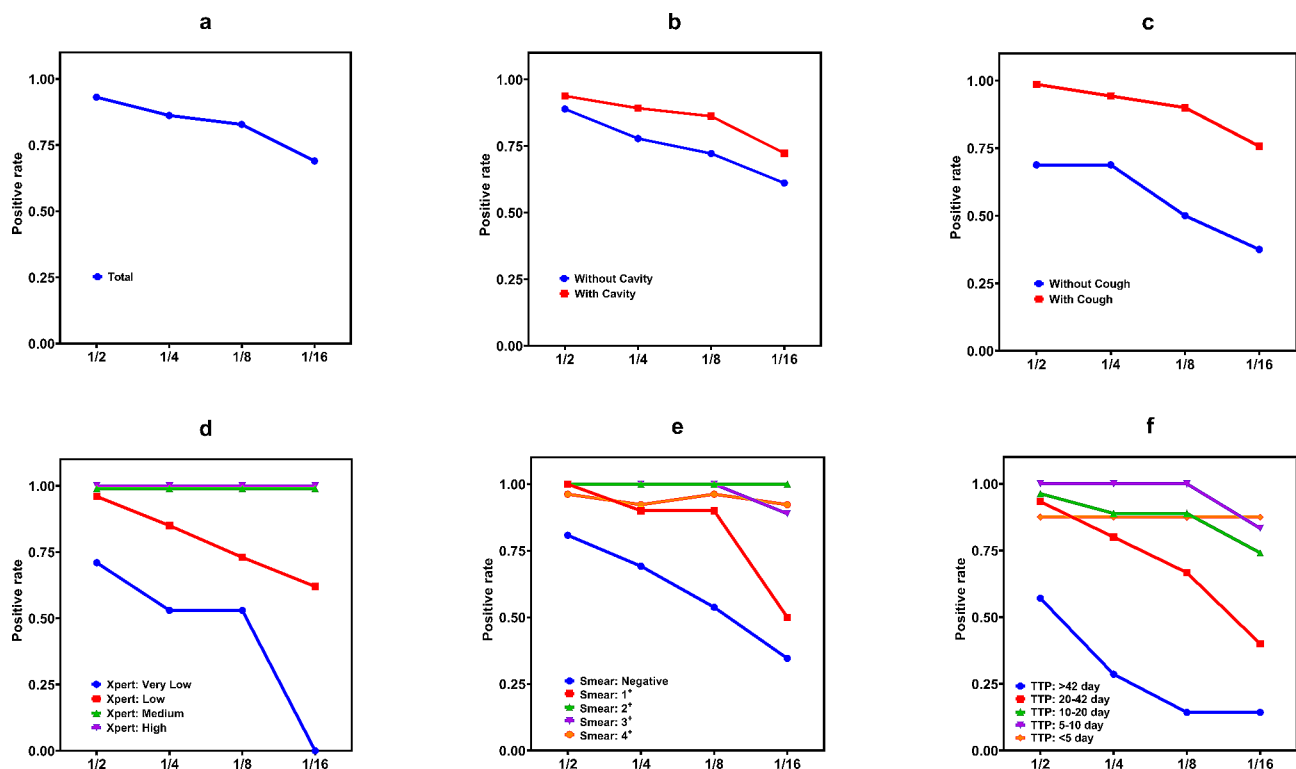 a
1.00
0.75
0.50
0.25
0.00
Positive rate
Total
1/2 1/4 1/8 1/16
b
1.00
0.75
0.50
0.25
0.00
Positive rate
Without Cavity
With Cavity
1/2 1/4 1/8 1/16
c
1.00
0.75
0.50
0.25
0.00
Positive rate
Without Cough
With Cough
1/2 1/4 1/8 1/16
d
1.00
0.75
0.50
0.25
0.00
Positive rate
Xpert: Very Low
Xpert: Low
Xpert: Medium
Xpert: High
1/2 1/4 1/8 1/16
e
1.00
0.75
0.50
0.25
0.00
Positive rate
Smear: Negative
Smear: 1⁺
Smear: 2⁺
Smear: 3⁺
Smear: 4⁺
1/2 1/4 1/8 1/16
f
1.00
0.75
0.50
0.25
0.00
Positive rate
TTP: >42 day
TTP: 20-42 day
TTP: 10-20 day
TTP: 5-10 day
TTP: <5 day
1/2 1/4 1/8 1/16